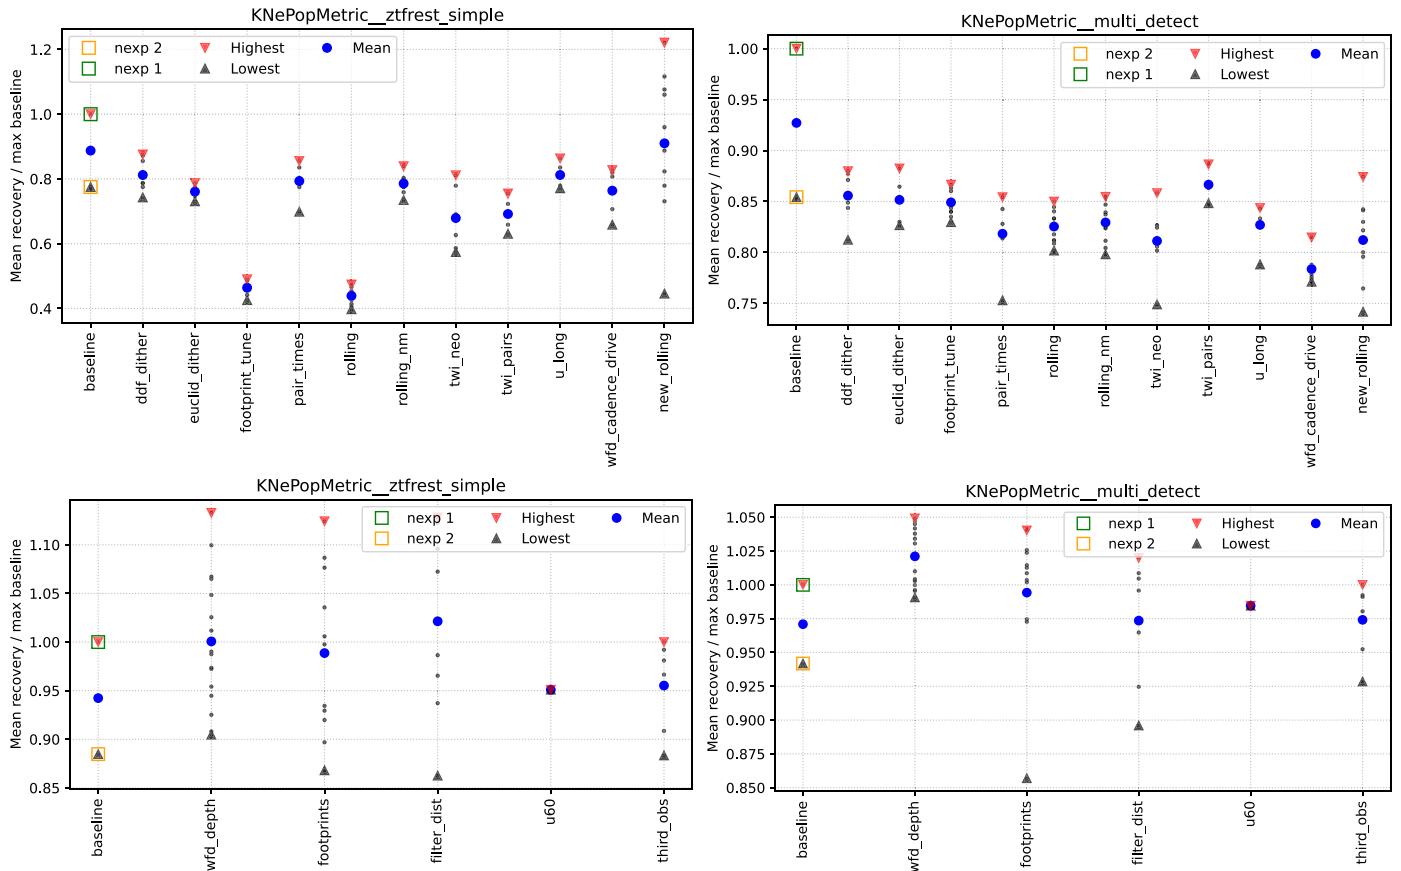 KNePopMetric__ztfrest_simple
Mean recovery / max baseline
1.2
1.0
0.8
0.6
0.4
nexp 2
nexp 1
Highest
Lowest
Mean
baseline
ddf_dither
euclid_dither
footprint_tune
pair_times
rolling
rolling_nm
twi_neo
twi_pairs
u_long
wfd_cadence_drive
new_rolling
KNePopMetric__multi_detect
Mean recovery / max baseline
1.00
0.95
0.90
0.85
0.80
0.75
nexp 2
nexp 1
Highest
Lowest
Mean
baseline
ddf_dither
euclid_dither
footprint_tune
pair_times
rolling
rolling_nm
twi_neo
twi_pairs
u_long
wfd_cadence_drive
new_rolling
KNePopMetric__ztfrest_simple
Mean recovery / max baseline
1.10
1.05
1.00
0.95
0.90
0.85
nexp 1
nexp 2
Highest
Lowest
Mean
baseline
wfd_depth
footprints
filter_dist
u60
third_obs
KNePopMetric__multi_detect
Mean recovery / max baseline
1.050
1.025
1.000
0.975
0.950
0.925
0.900
0.875
0.850
nexp 1
nexp 2
Highest
Lowest
Mean
baseline
wfd_depth
footprints
filter_dist
u60
third_obs